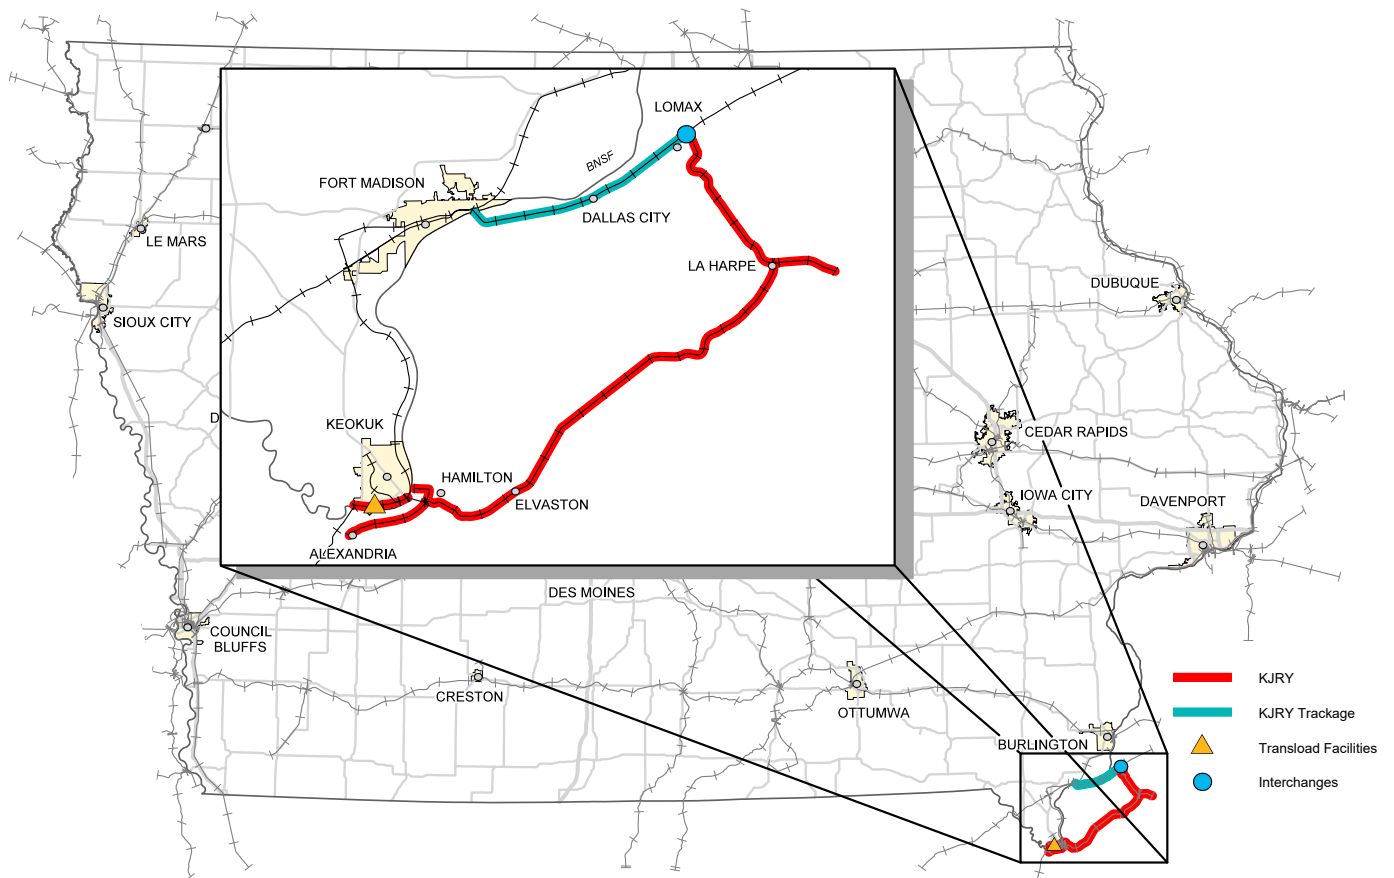 LOMAX
BNSF
FORT MADISON
DALLAS CITY
LE MARS
LA HARPE
DUBUQUE
SIOUX CITY
D
KEOKUK
CEDAR RAPIDS
HAMILTON
IOWA CITY
ELVASTON
DAVENPORT
ALEXANDRIA
DES MOINES
COUNCIL
BLUFFS
CRESTON
OTTUMWA
BURLINGTON
KJRY
KJRY Trackage
Transload Facilities
Interchanges